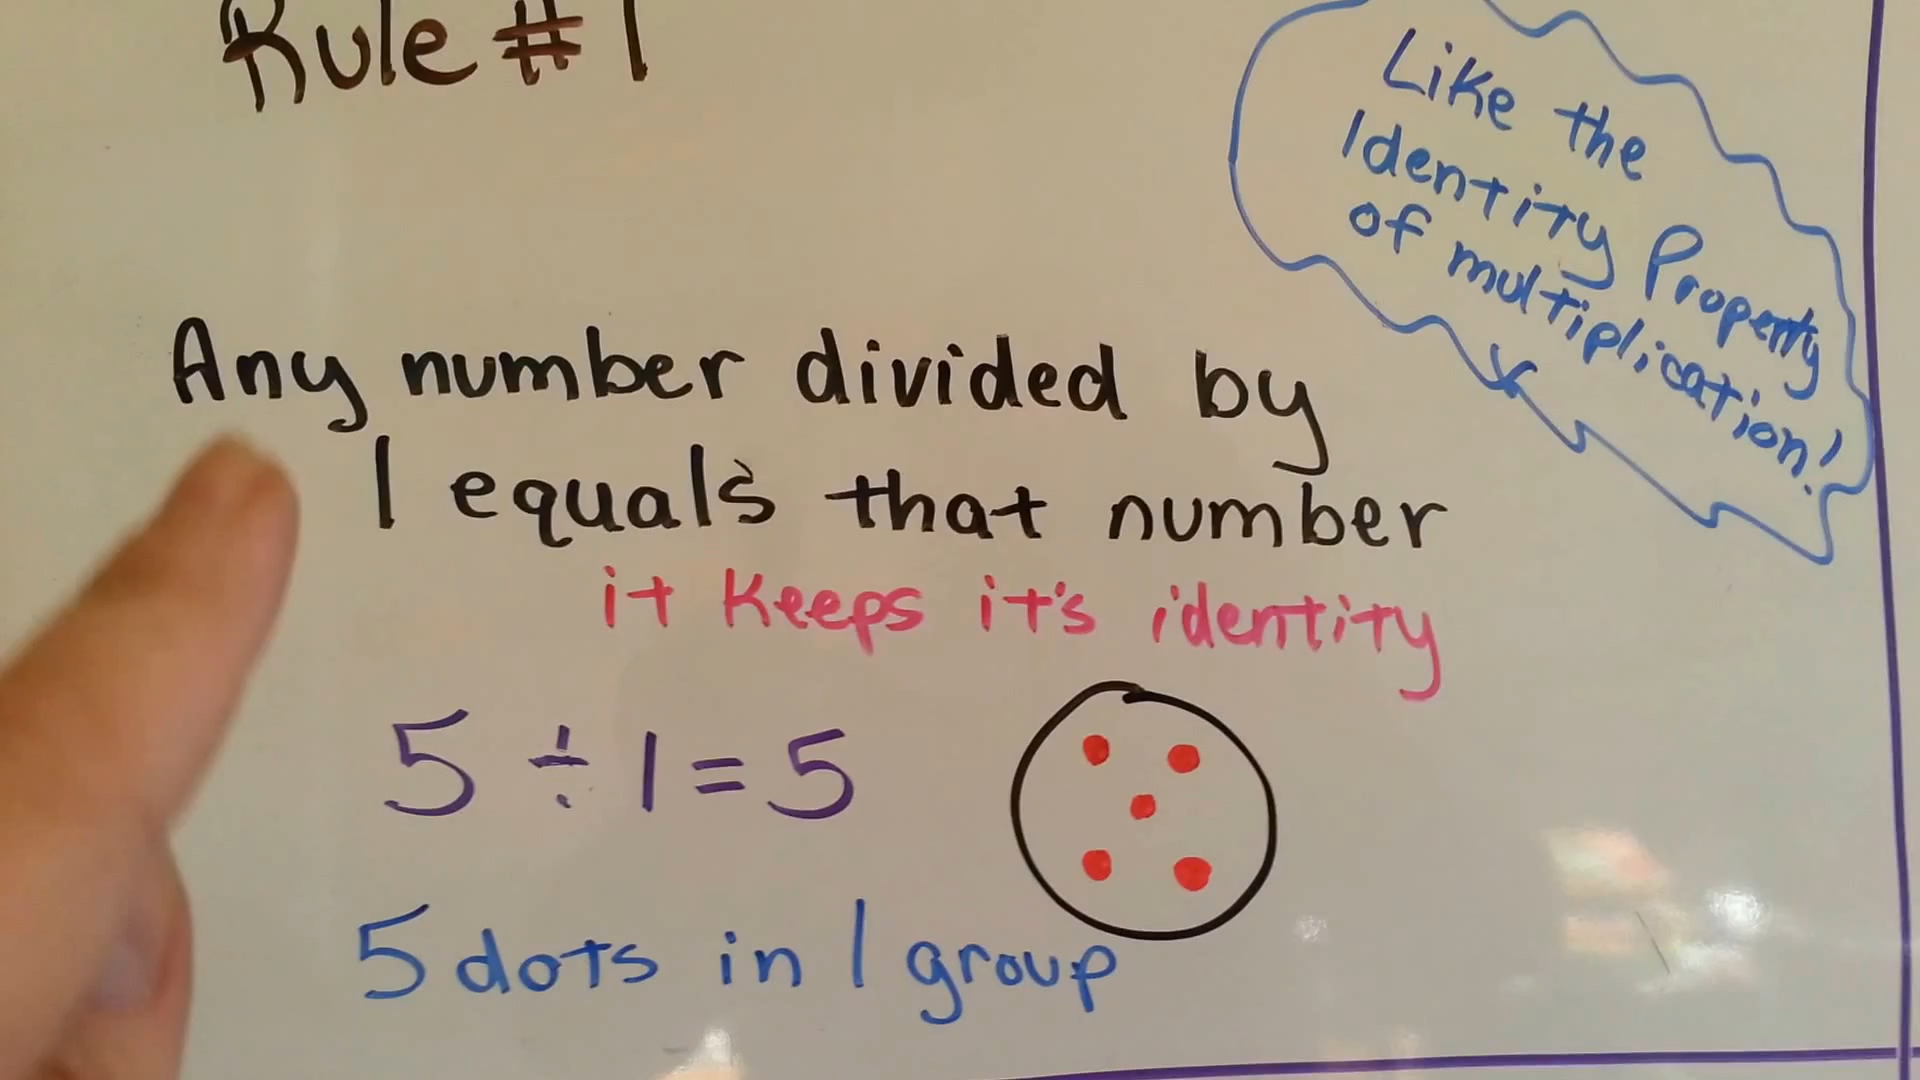 Rule #1
Like the
Identity Property
of multiplication!
Any number divided by
1 equals that number
it keeps it's identity
5 ÷ 1 = 5
5 dots in 1 group